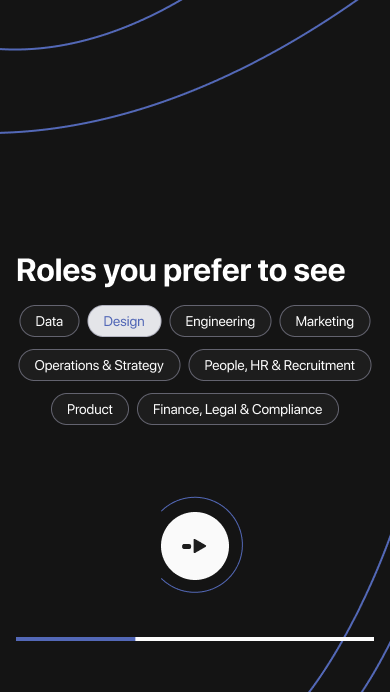 Roles you prefer to see
Data Design Engineering Marketing
Operations & Strategy People, HR & Recruitment
Product Finance, Legal & Compliance